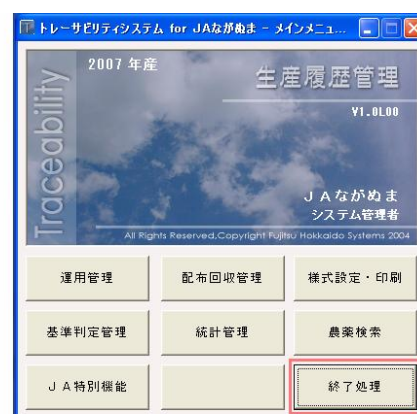 トレーサビリティシステム for JAながぬま - メインメニュ...
2007 年産
生産履歴管理
V1.0L00
Traceability
ＪＡながぬま
システム管理者
All Rights Reserved.Copyright Fujitsu Hokkaido Systems 2004
運用管理
配布回収管理
様式設定・印刷
基準判定管理
統計管理
農薬検索
ＪＡ特別機能
終了処理